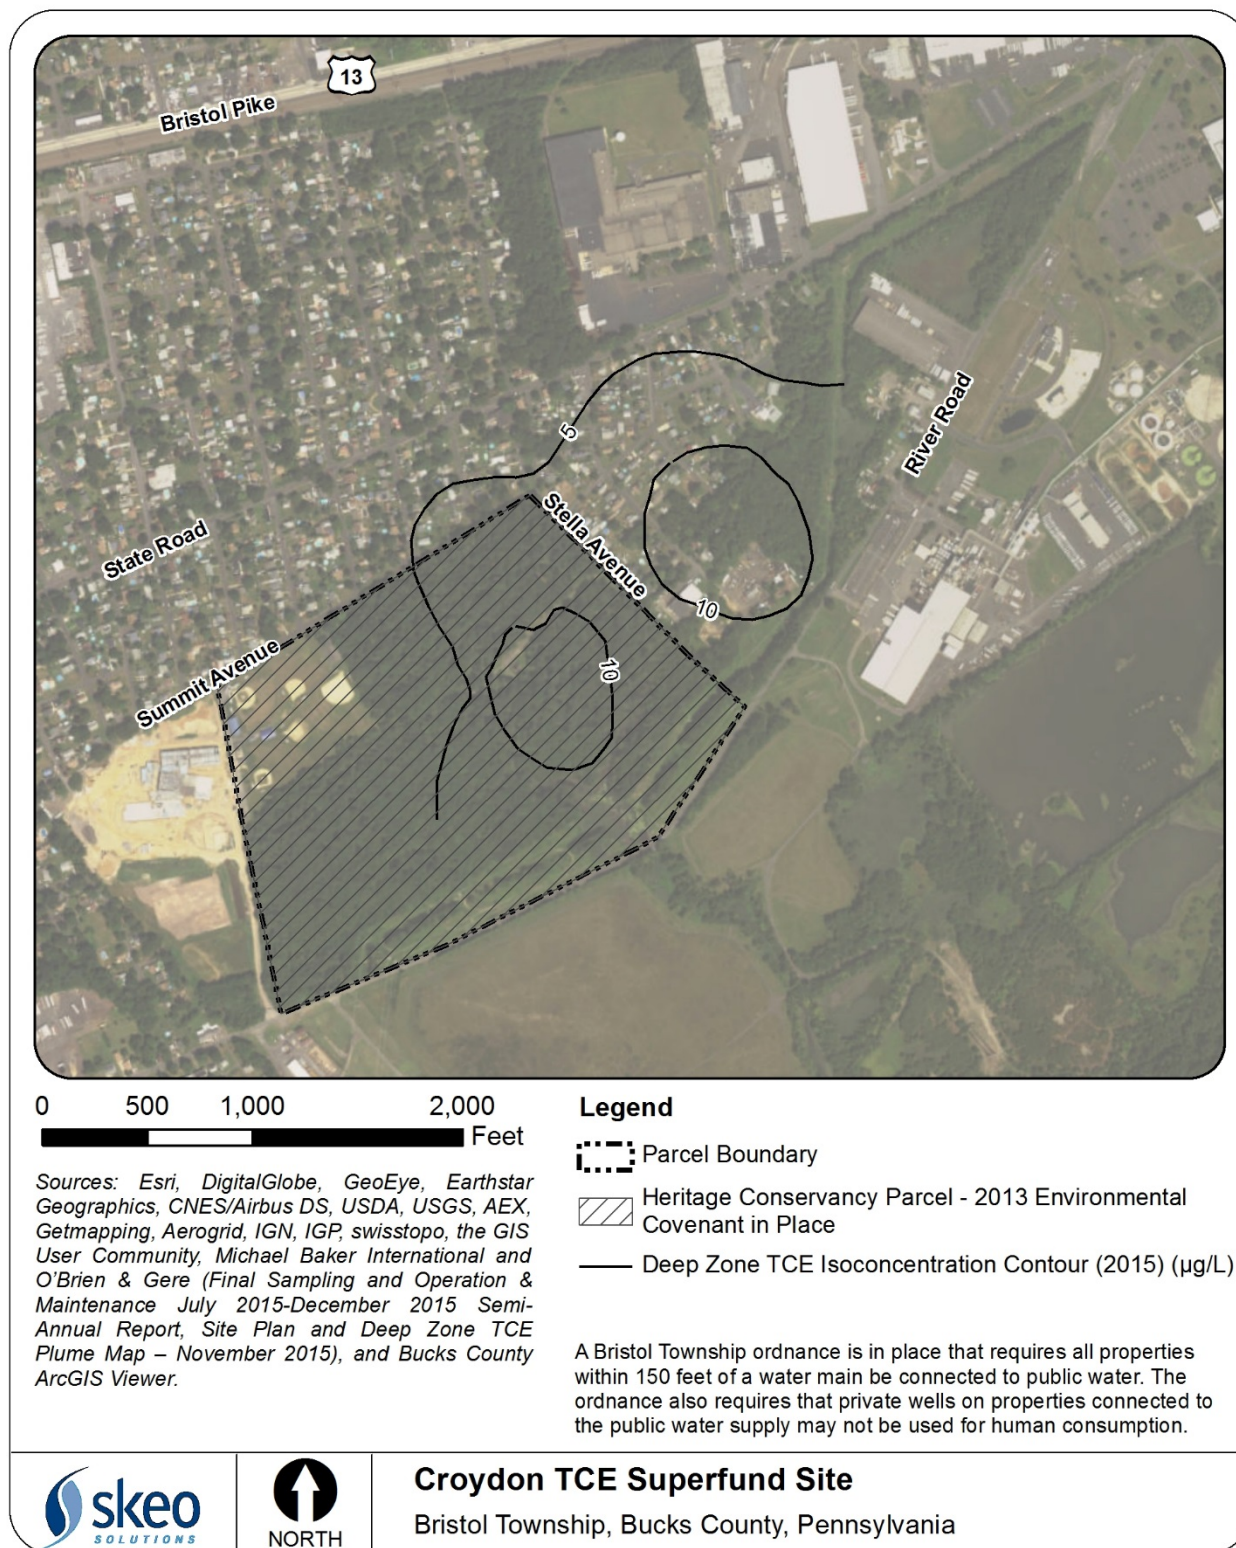 13
Bristol Pike
5
River Road
Stella Avenue
State Road
10
Summit Avenue
10
0 500 1,000 2,000
Feet
Legend
Parcel Boundary
Heritage Conservancy Parcel - 2013 Environmental
Covenant in Place
Deep Zone TCE Isoconcentration Contour (2015) (µg/L)
Sources: Esri, DigitalGlobe, GeoEye, Earthstar
Geographics, CNES/Airbus DS, USDA, USGS, AEX,
Getmapping, Aerogrid, IGN, IGP, swisstopo, the GIS
User Community, Michael Baker International and
O'Brien & Gere (Final Sampling and Operation &
Maintenance July 2015-December 2015 Semi-
Annual Report, Site Plan and Deep Zone TCE
Plume Map – November 2015), and Bucks County
ArcGIS Viewer.
A Bristol Township ordnance is in place that requires all properties
within 150 feet of a water main be connected to public water. The
ordnance also requires that private wells on properties connected to
the public water supply may not be used for human consumption.
skeo
SOLUTIONS
NORTH
Croydon TCE Superfund Site
Bristol Township, Bucks County, Pennsylvania